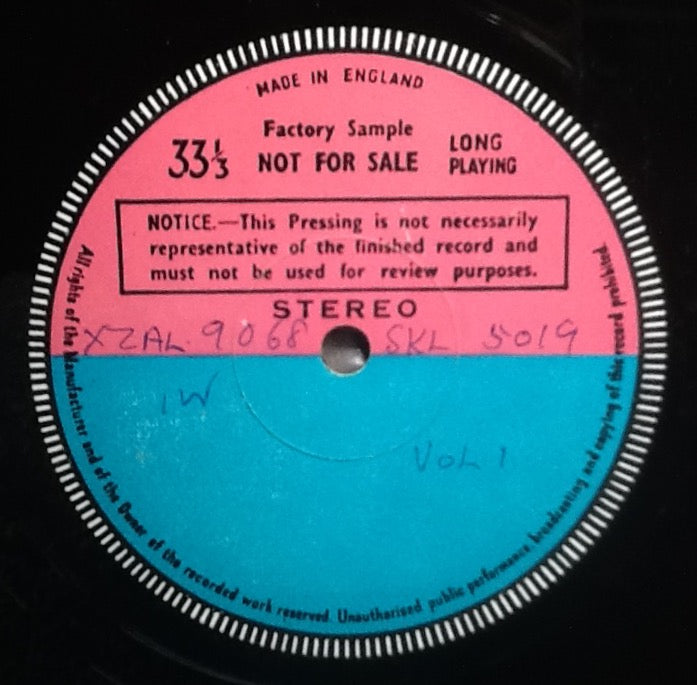 MADE IN ENGLAND
Factory Sample
33⅓ NOT FOR SALE
LONG
PLAYING
NOTICE.—This Pressing is not necessarily
representative of the finished record and
must not be used for review purposes.
STEREO
XZAL 9068 SKL 5019
1W
VOL 1
All rights of the Manufacturer and of the Owner of the recorded work reserved. Unauthorised public performance, broadcasting and copying of this record prohibited.